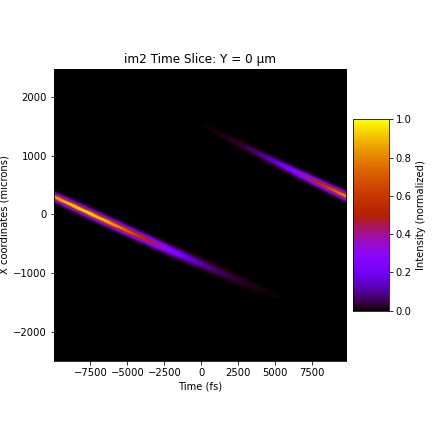 im2 Time Slice: Y = 0 μm
2000
1000
0
−1000
−2000
X coordinates (microns)
−7500 −5000 −2500 0 2500 5000 7500
Time (fs)
1.0
0.8
0.6
0.4
0.2
0.0
Intensity (normalized)